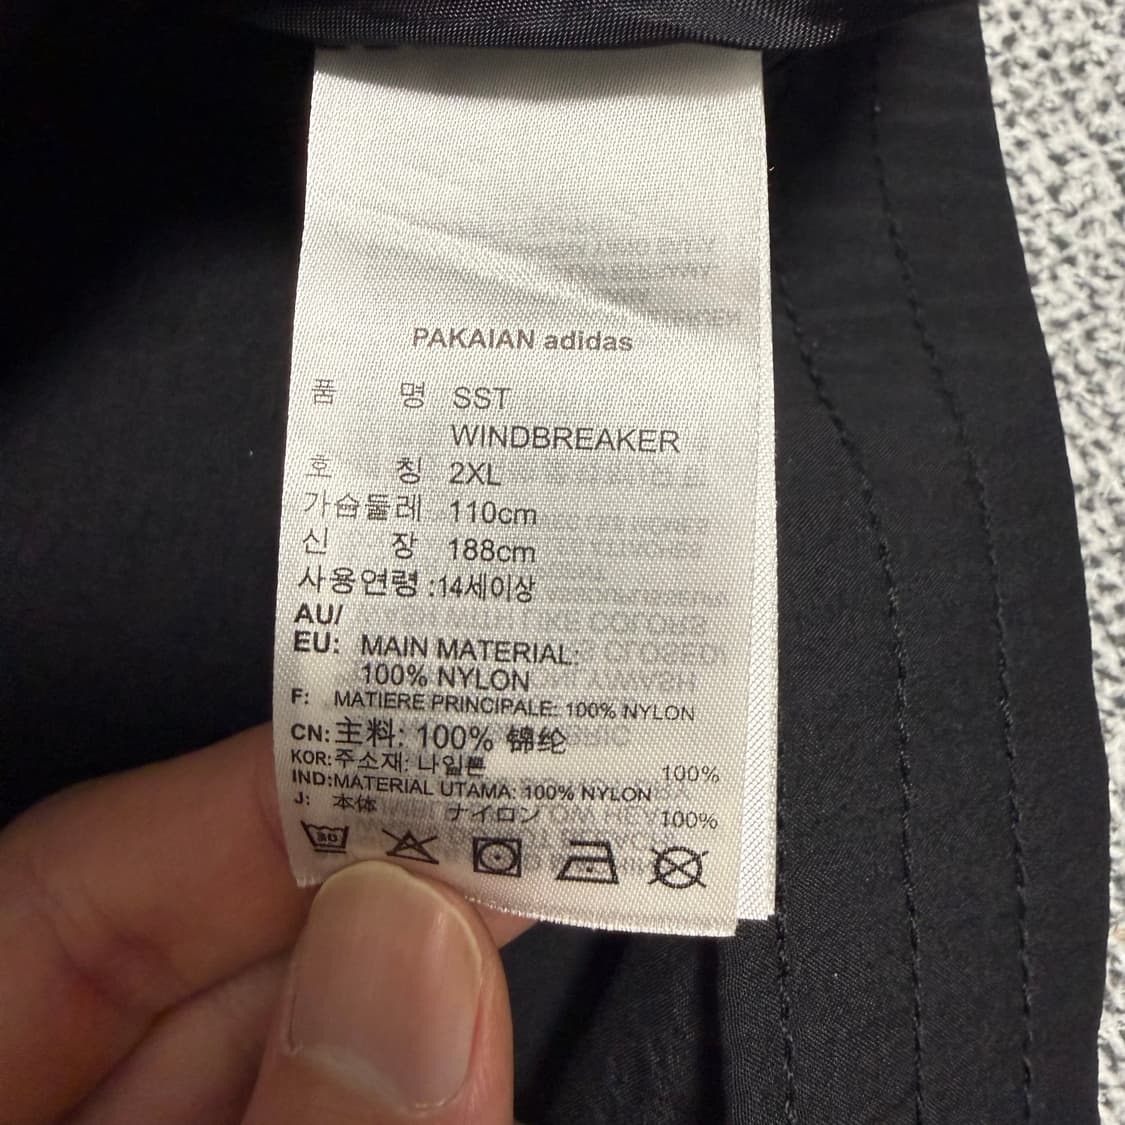 PAKAIAN adidas
품 명 SST
WINDBREAKER
호 칭 2XL
가슴둘레 110cm
신 장 188cm
사용연령 :14세이상
AU/
EU: MAIN MATERIAL:
100% NYLON
F: MATIERE PRINCIPALE: 100% NYLON
CN: 主料: 100% 锦纶
KOR: 주소재: 나일론 100%
IND: MATERIAL UTAMA: 100% NYLON
J: 本体 ナイロン 100%
30